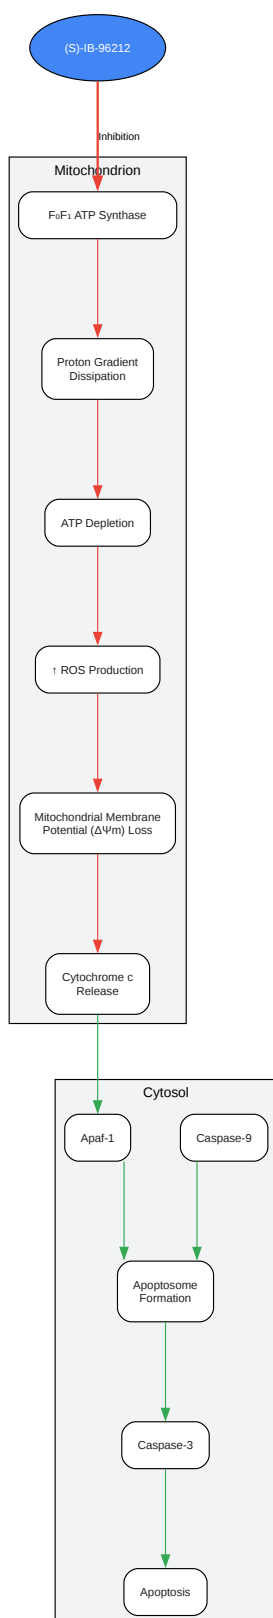 (S)-IB-96212
Inhibition
Mitochondrion
F₀F₁ ATP Synthase
Proton Gradient
Dissipation
ATP Depletion
↑ ROS Production
Mitochondrial Membrane
Potential (ΔΨm) Loss
Cytochrome c
Release
Cytosol
Apaf-1
Caspase-9
Apoptosome
Formation
Caspase-3
Apoptosis